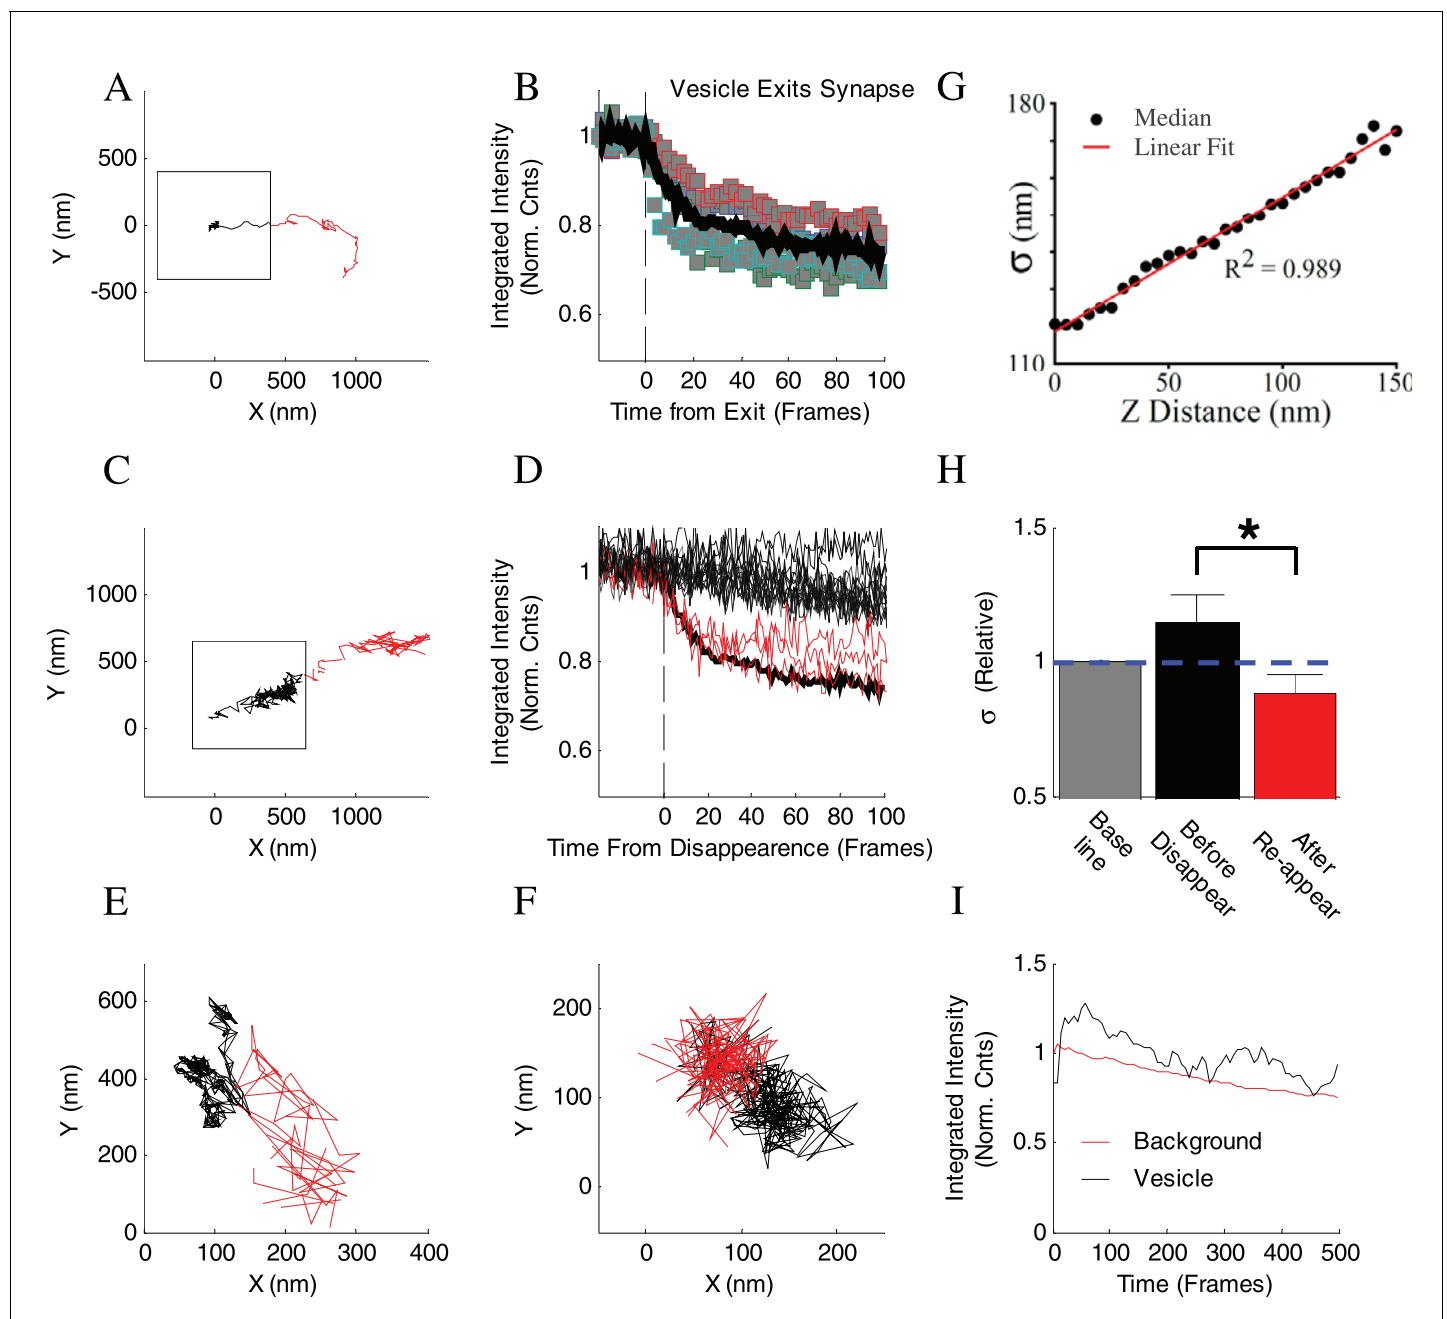 A
500
0
-500
Y (nm)
0
500
1000
X (nm)
B
Vesicle Exits Synapse
1
0.8
0.6
Integrated Intensity
(Norm. Cnts)
0
20
40
60
80
100
Time from Exit (Frames)
G
180
110
σ (nm)
Median
Linear Fit
R2 = 0.989
0
50
100
150
Z Distance (nm)
C
1000
500
0
Y (nm)
0
500
1000
X (nm)
D
1
0.8
0.6
Integrated Intensity
(Norm. Cnts)
0
20
40
60
80
100
Time From Disappearence (Frames)
H
1.5
1
0.5
σ (Relative)
*
Base
line
Before
Disappear
After
Re-appear
E
600
400
200
0
Y (nm)
0
100
200
300
400
X (nm)
F
200
100
0
Y (nm)
0
100
200
X (nm)
I
1.5
1
0.5
0
Integrated Intensity
(Norm. Cnts)
Background
Vesicle
0
100
200
300
400
500
Time (Frames)